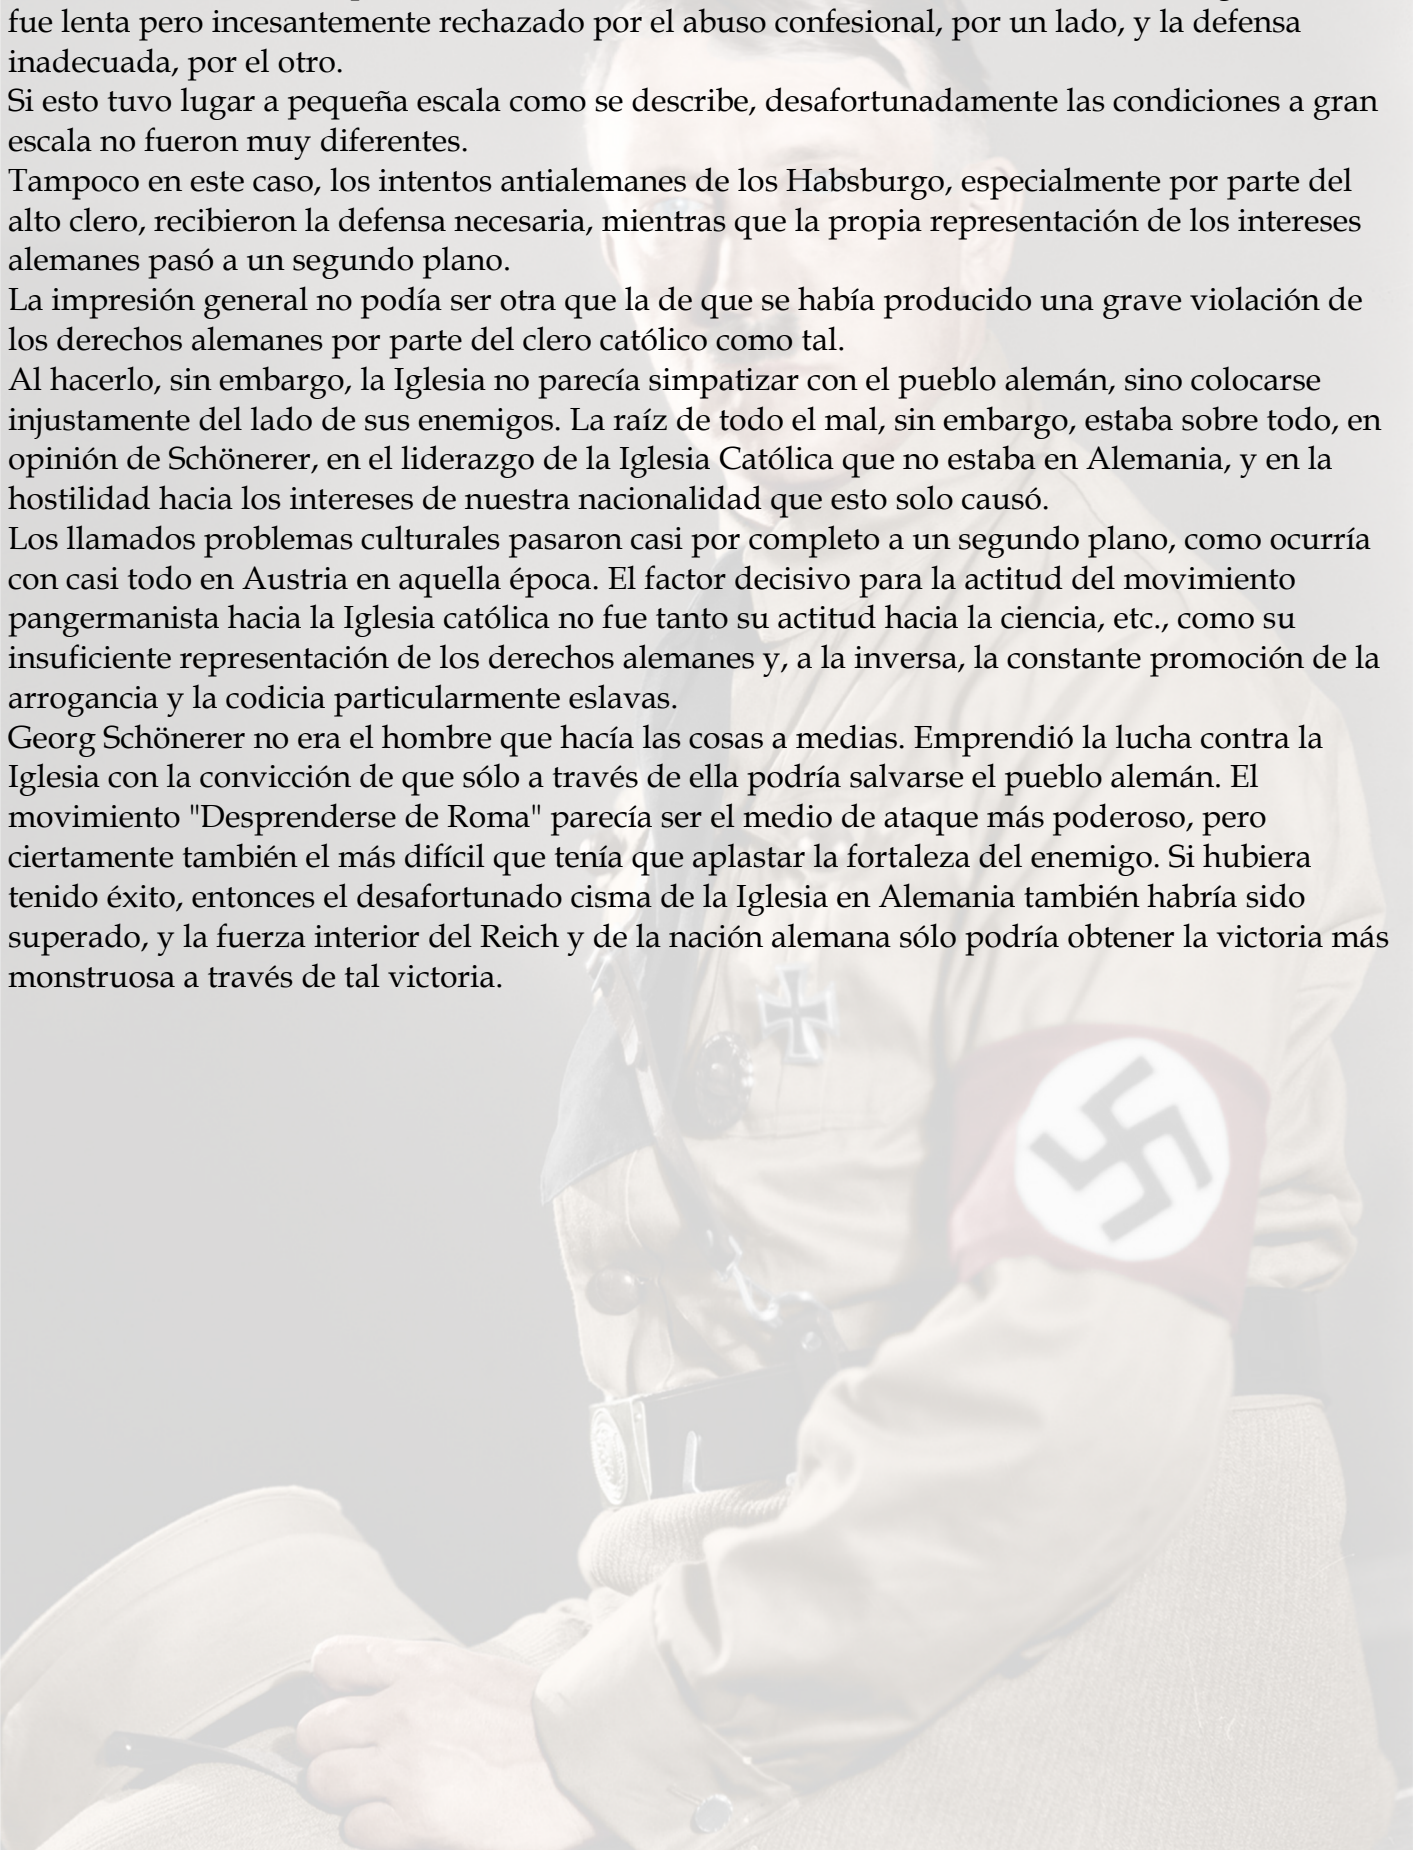 fue lenta pero incesantemente rechazado por el abuso confesional, por un lado, y la defensa
inadecuada, por el otro.
Si esto tuvo lugar a pequeña escala como se describe, desafortunadamente las condiciones a gran
escala no fueron muy diferentes.
Tampoco en este caso, los intentos antialemanes de los Habsburgo, especialmente por parte del
alto clero, recibieron la defensa necesaria, mientras que la propia representación de los intereses
alemanes pasó a un segundo plano.
La impresión general no podía ser otra que la de que se había producido una grave violación de
los derechos alemanes por parte del clero católico como tal.
Al hacerlo, sin embargo, la Iglesia no parecía simpatizar con el pueblo alemán, sino colocarse
injustamente del lado de sus enemigos. La raíz de todo el mal, sin embargo, estaba sobre todo, en
opinión de Schönerer, en el liderazgo de la Iglesia Católica que no estaba en Alemania, y en la
hostilidad hacia los intereses de nuestra nacionalidad que esto solo causó.
Los llamados problemas culturales pasaron casi por completo a un segundo plano, como ocurría
con casi todo en Austria en aquella época. El factor decisivo para la actitud del movimiento
pangermanista hacia la Iglesia católica no fue tanto su actitud hacia la ciencia, etc., como su
insuficiente representación de los derechos alemanes y, a la inversa, la constante promoción de la
arrogancia y la codicia particularmente eslavas.
Georg Schönerer no era el hombre que hacía las cosas a medias. Emprendió la lucha contra la
Iglesia con la convicción de que sólo a través de ella podría salvarse el pueblo alemán. El
movimiento "Desprenderse de Roma" parecía ser el medio de ataque más poderoso, pero
ciertamente también el más difícil que tenía que aplastar la fortaleza del enemigo. Si hubiera
tenido éxito, entonces el desafortunado cisma de la Iglesia en Alemania también habría sido
superado, y la fuerza interior del Reich y de la nación alemana sólo podría obtener la victoria más
monstruosa a través de tal victoria.